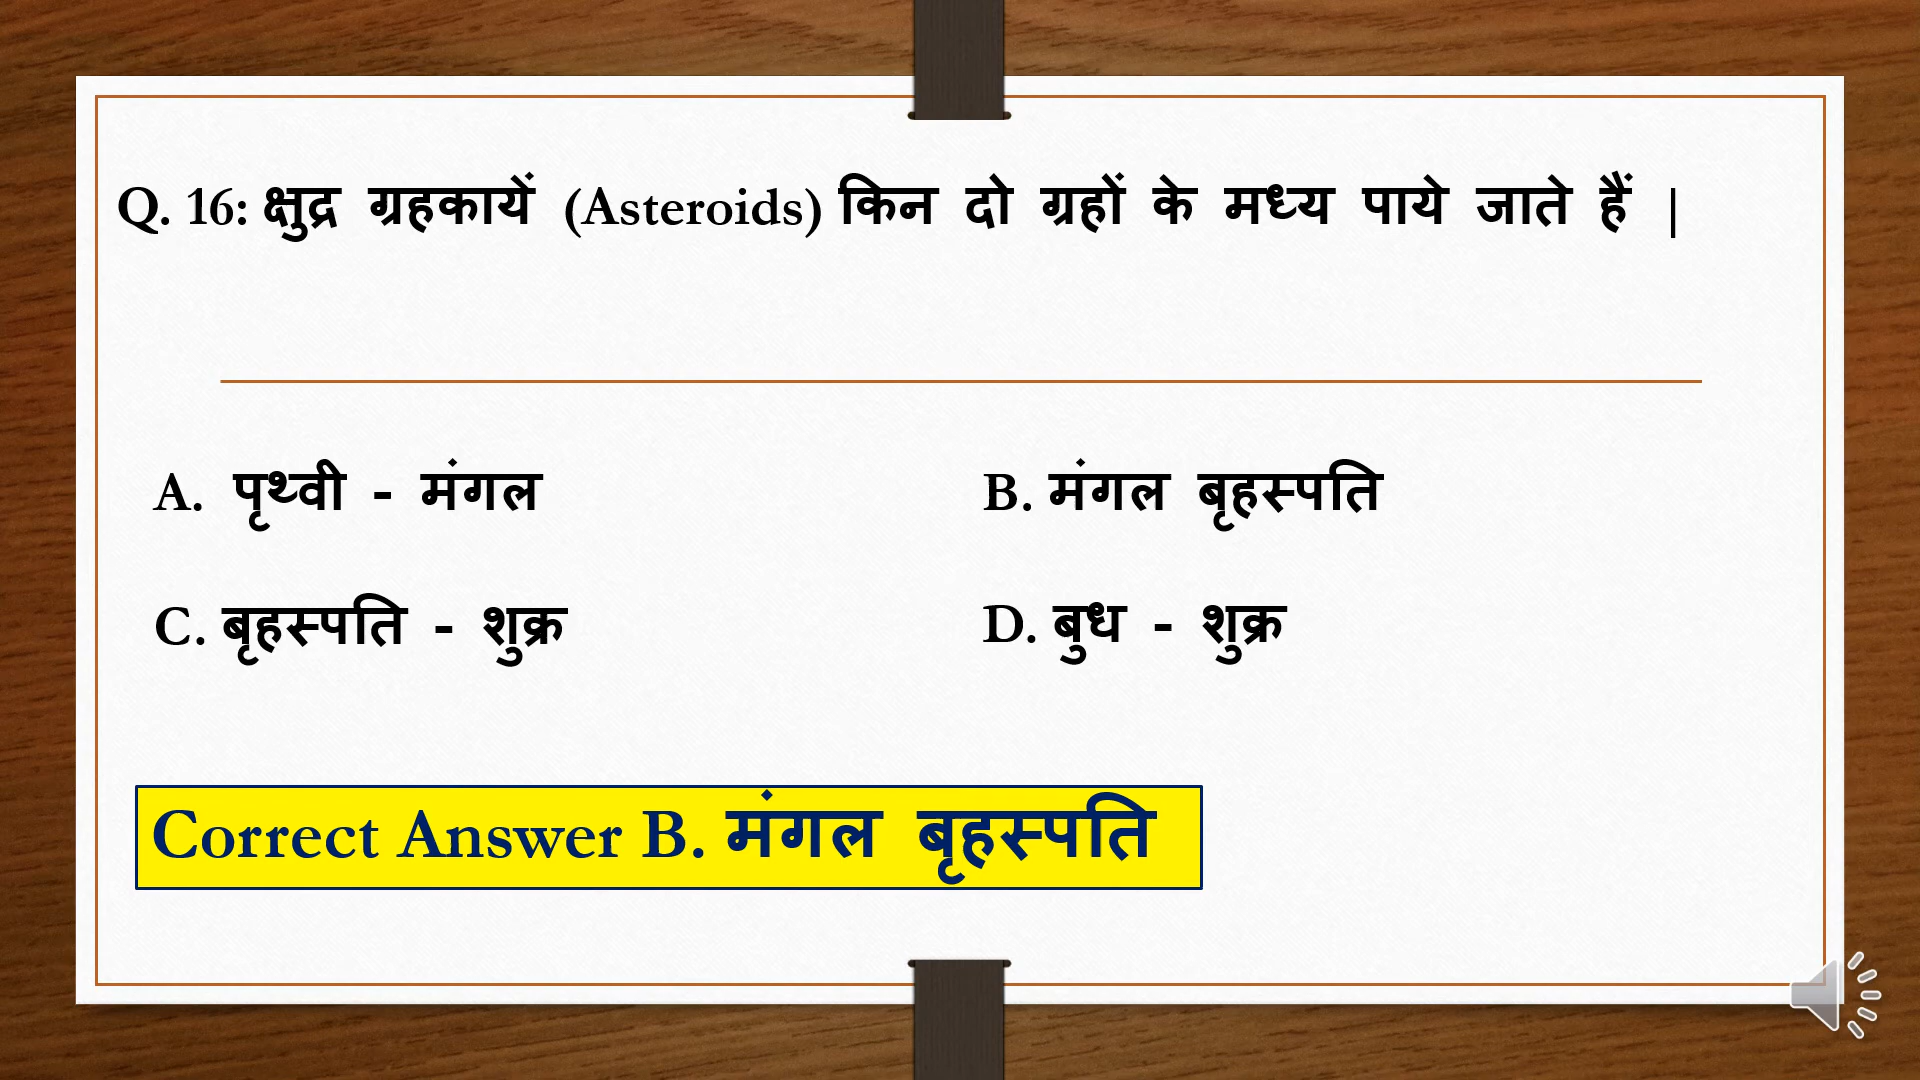 Q. 16: क्षुद्र ग्रहकायें (Asteroids) किन दो ग्रहों के मध्य पाये जाते हैं |
A. पृथ्वी - मंगल
B. मंगल बृहस्पति
C. बृहस्पति - शुक्र
D. बुध - शुक्र
Correct Answer B. मंगल बृहस्पति